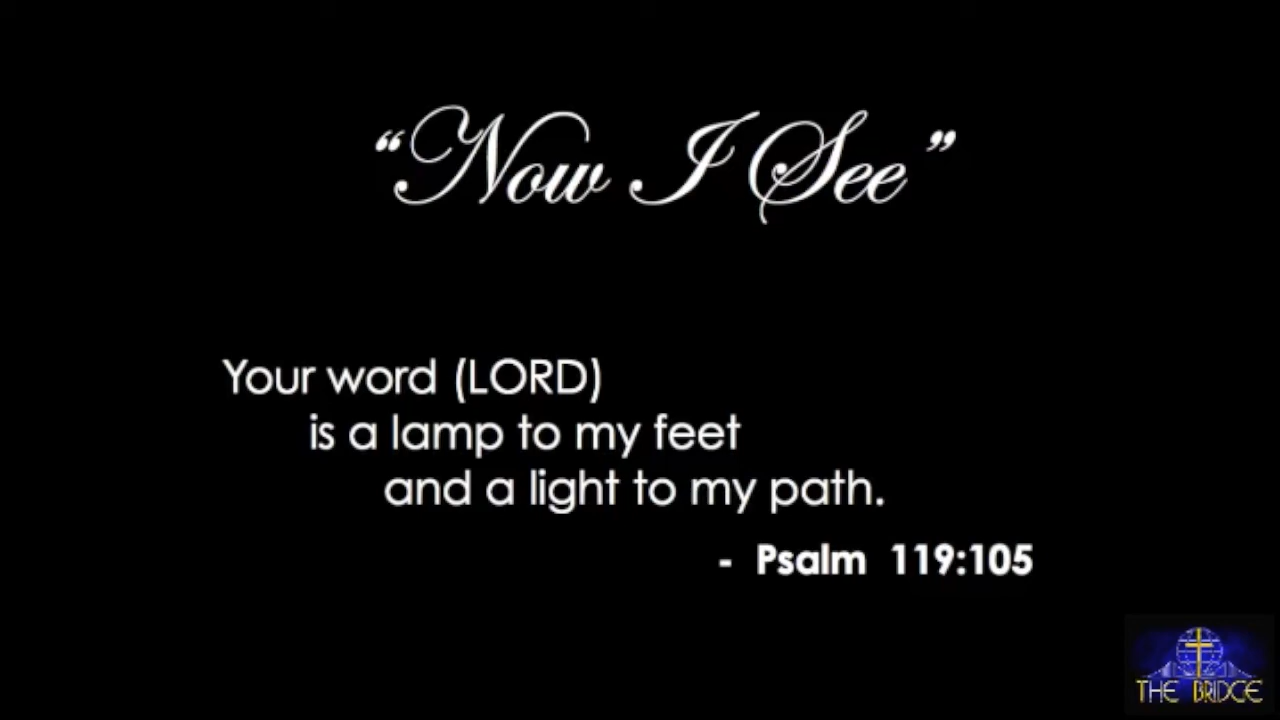 “Now I See”
Your word (LORD)
is a lamp to my feet
and a light to my path.
- Psalm 119:105
THE BRIDGE